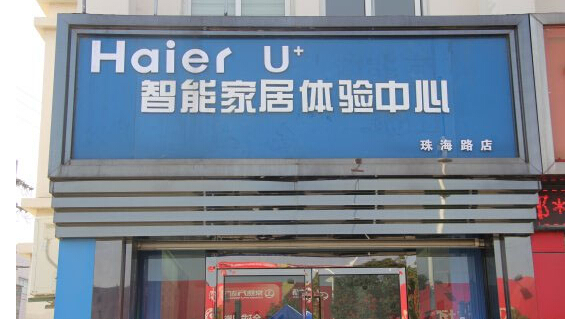 Haier U+
智能家居体验中心
珠海路店